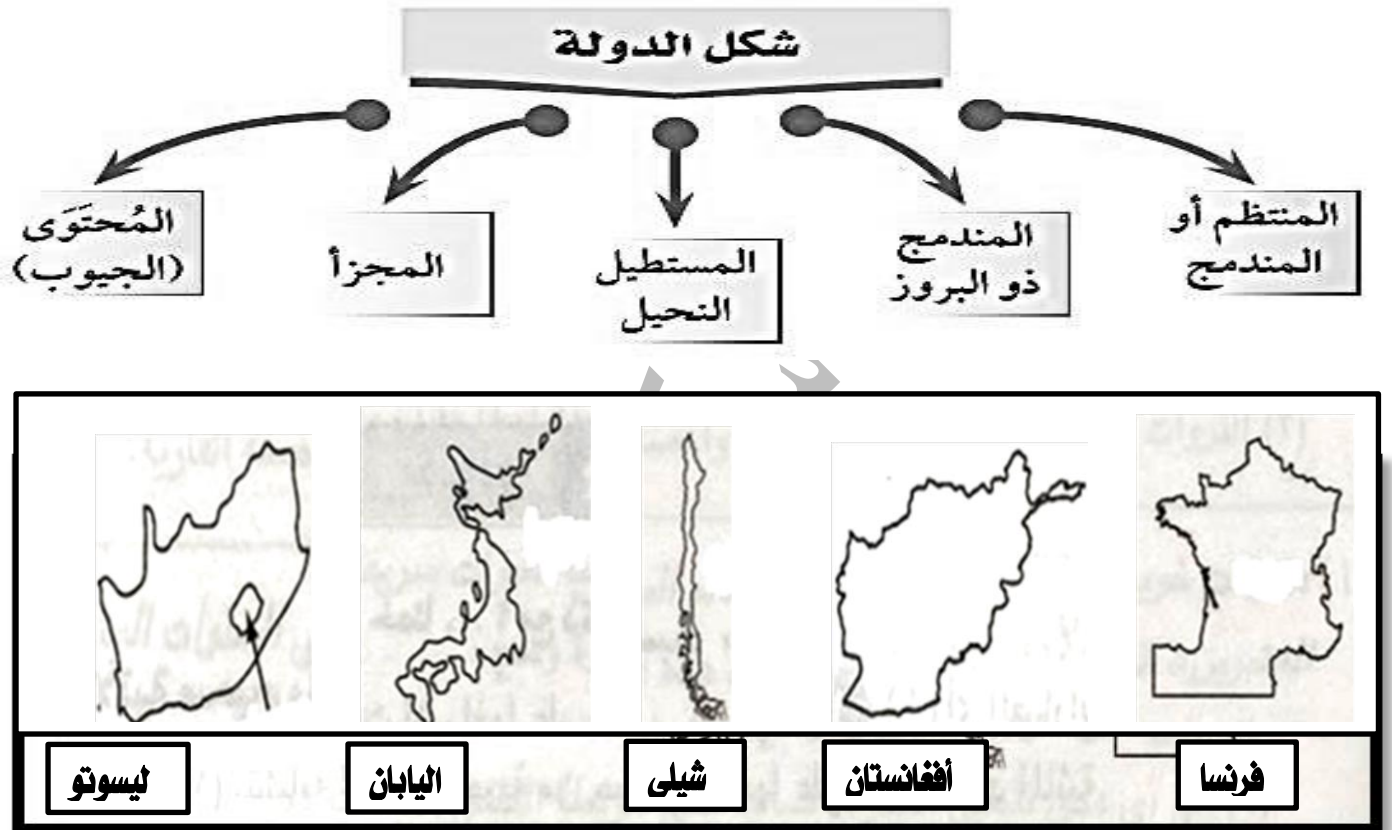 شكل الدولة
المنتظم أو
المندمج
المندمج
ذو البروز
المستطيل
النحيل
المجزأ
المُحتَوَى
(الجيوب)
فرنسا
أفغانستان
شيلى
اليابان
ليسوتو